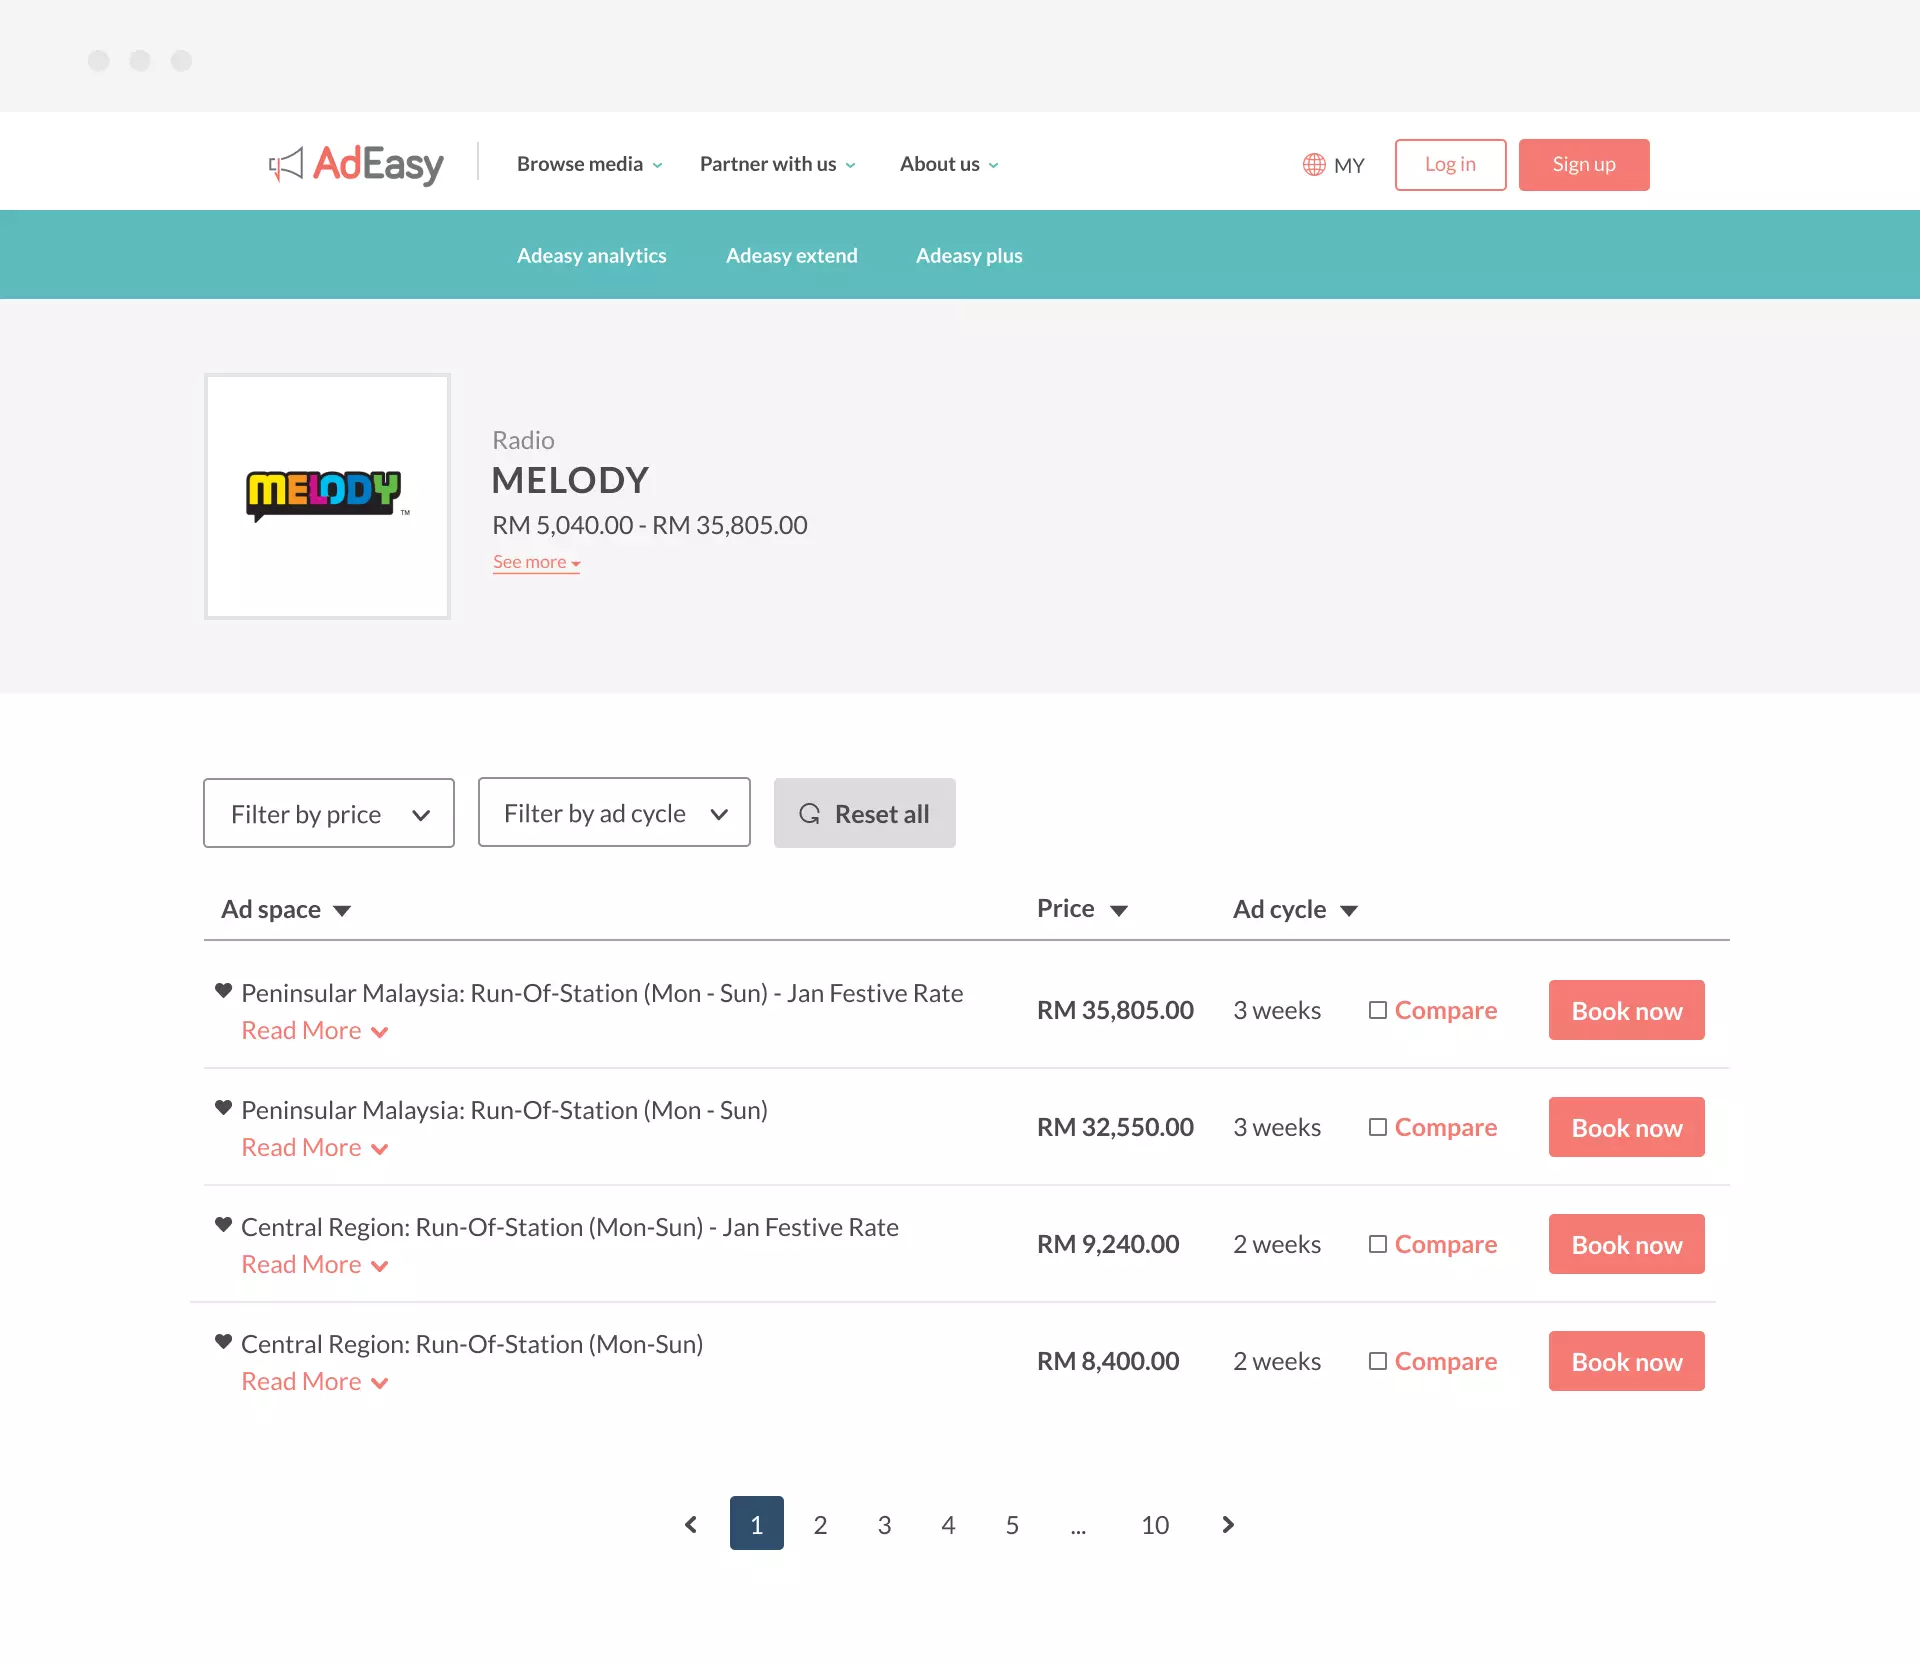 AdEasy
Browse media
Partner with us
About us
MY
Log in
Sign up
Adeasy analytics
Adeasy extend
Adeasy plus
MELODY TM
Radio
MELODY
RM 5,040.00 - RM 35,805.00
See more
Filter by price
Filter by ad cycle
Reset all
Ad space Price Ad cycle
Peninsular Malaysia: Run-Of-Station (Mon - Sun) - Jan Festive Rate
Read More
RM 35,805.00 3 weeks Compare Book now
Peninsular Malaysia: Run-Of-Station (Mon - Sun)
Read More
RM 32,550.00 3 weeks Compare Book now
Central Region: Run-Of-Station (Mon-Sun) - Jan Festive Rate
Read More
RM 9,240.00 2 weeks Compare Book now
Central Region: Run-Of-Station (Mon-Sun)
Read More
RM 8,400.00 2 weeks Compare Book now
1 2 3 4 5 ... 10